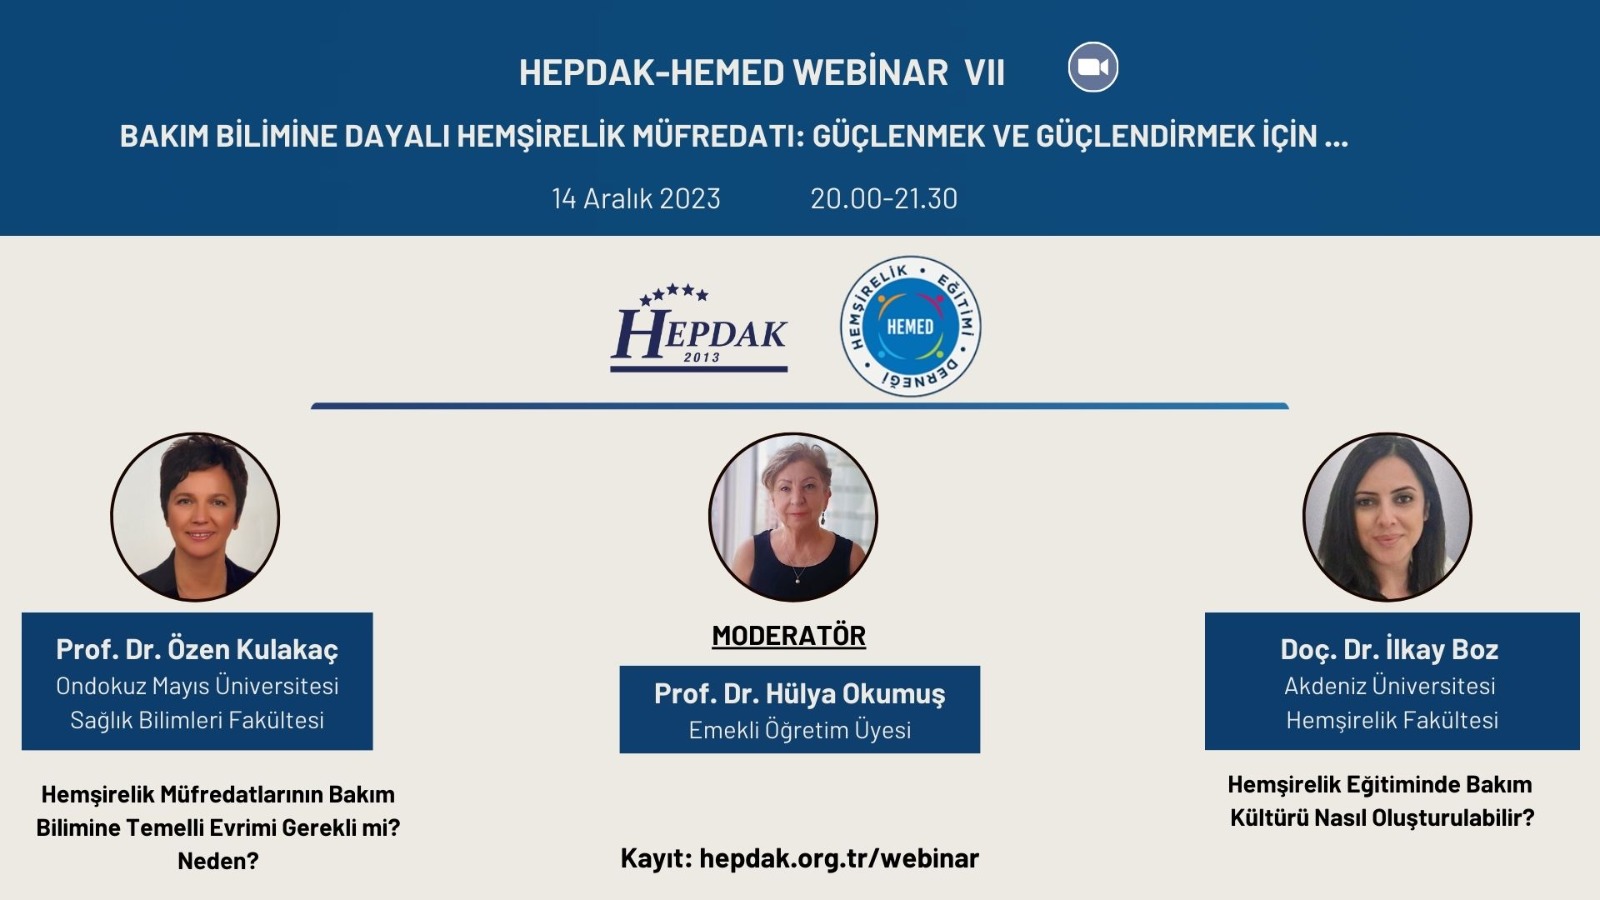 HEPDAK-HEMED WEBİNAR VII
BAKIM BİLİMİNE DAYALI HEMŞİRELİK MÜFREDATI: GÜÇLENMEK VE GÜÇLENDİRMEK İÇİN ...
14 Aralık 2023 20.00-21.30
HEPDAK
2013
HEMŞİRELİK • EĞİTİMİ • DERNEĞİ •
HEMED
Prof. Dr. Özen Kulakaç
Ondokuz Mayıs Üniversitesi
Sağlık Bilimleri Fakültesi
Hemşirelik Müfredatlarının Bakım
Bilimine Temelli Evrimi Gerekli mi?
Neden?
MODERATÖR
Prof. Dr. Hülya Okumuş
Emekli Öğretim Üyesi
Kayıt: hepdak.org.tr/webinar
Doç. Dr. İlkay Boz
Akdeniz Üniversitesi
Hemşirelik Fakültesi
Hemşirelik Eğitiminde Bakım
Kültürü Nasıl Oluşturulabilir?